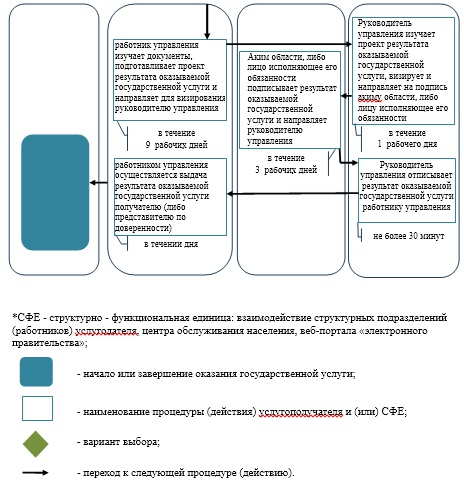 работник управления
изучает документы,
подготавливает проект
результата оказываемой
государственной услуги и
направляет для визирования
руководителю управления
в течение
9 рабочих дней
Руководитель
управления изучает
проект результата
оказываемой
государственной
услуги, визирует и
направляет на подпись
акиму области, либо
лицу исполняющее его
обязанности
в течение
1 рабочего дня
Аким области, либо
лицо исполняющее его
обязанности
подписывает результат
оказываемой
государственной
услуги и направляет
руководителю
управления
в течение
3 рабочих дней
Руководитель
управления отписывает
результат оказываемой
государственной услуги
работнику управления
не более 30 минут
работником управления
осуществляется выдача
результата оказываемой
государственной услуги
получателю (либо
представителю по
доверенности)
в течении дня
*СФЕ - структурно - функциональная единица: взаимодействие структурных подразделений
(работников) услугодателя, центра обслуживания населения, веб-портала «электронного
правительства»;
- начало или завершение оказания государственной услуги;
- наименование процедуры (действия) услугополучателя и (или) СФЕ;
- вариант выбора;
- переход к следующей процедуре (действию).